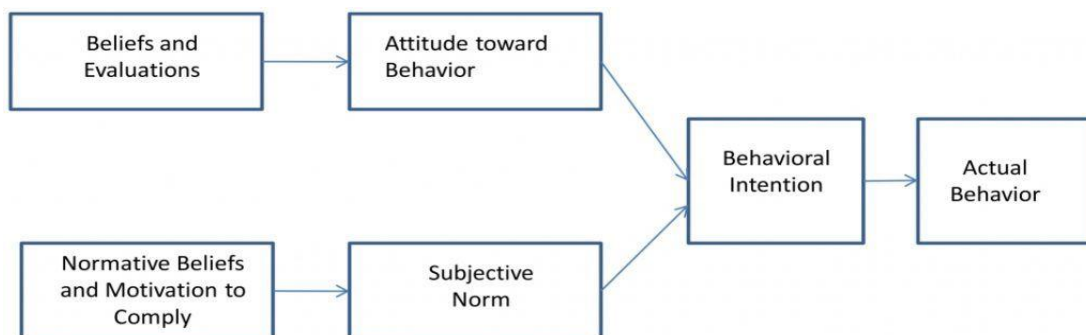 Beliefs and
Evaluations
Attitude toward
Behavior
Behavioral
Intention
Actual
Behavior
Normative Beliefs
and Motivation to
Comply
Subjective
Norm